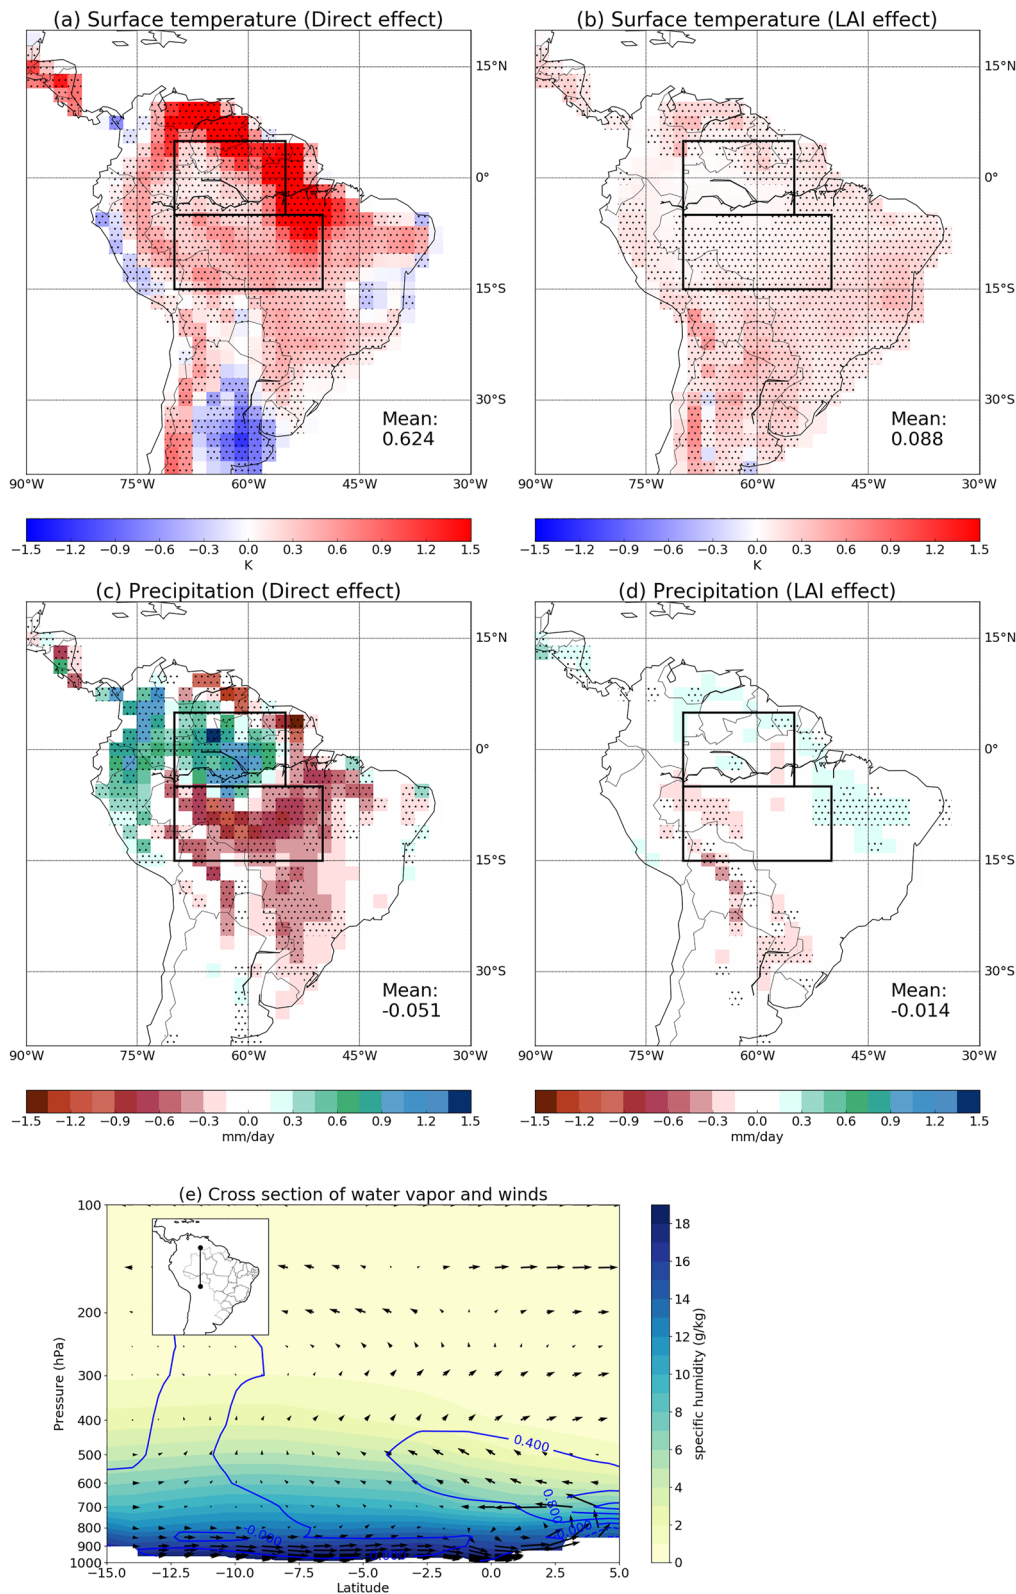 (a) Surface temperature (Direct effect)
(b) Surface temperature (LAI effect)
15°N
0°
15°S
30°S
Mean:
0.624
90°W 75°W 60°W 45°W 30°W
15°N
0°
15°S
30°S
Mean:
0.088
90°W 75°W 60°W 45°W 30°W
−1.5 −1.2 −0.9 −0.6 −0.3 0.0 0.3 0.6 0.9 1.2 1.5
K
−1.5 −1.2 −0.9 −0.6 −0.3 0.0 0.3 0.6 0.9 1.2 1.5
K
(c) Precipitation (Direct effect)
(d) Precipitation (LAI effect)
15°N
0°
15°S
30°S
Mean:
-0.051
90°W 75°W 60°W 45°W 30°W
15°N
0°
15°S
30°S
Mean:
-0.014
90°W 75°W 60°W 45°W 30°W
−1.5 −1.2 −0.9 −0.6 −0.3 0.0 0.3 0.6 0.9 1.2 1.5
mm/day
−1.5 −1.2 −0.9 −0.6 −0.3 0.0 0.3 0.6 0.9 1.2 1.5
mm/day
(e) Cross section of water vapor and winds
100
200
300
400
500
600
700
800
900
1000
Pressure (hPa)
0.400
0.800
-0.000
−15.0 −12.5 −10.0 −7.5 −5.0 −2.5 0.0 2.5 5.0
Latitude
18
16
14
12
10
8
6
4
2
0
specific humidity (g/kg)